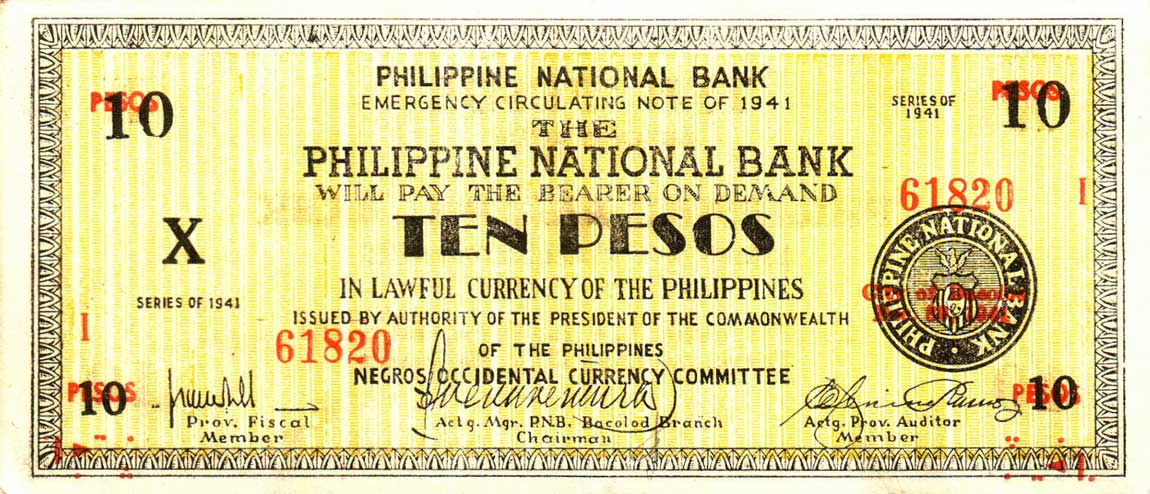 PHILIPPINE NATIONAL BANK
EMERGENCY CIRCULATING NOTE OF 1941
PESOS 10
SERIES OF
1941
PESOS 10
THE
PHILIPPINE NATIONAL BANK
WILL PAY THE BEARER ON DEMAND
61820 I
TEN PESOS
X
PHILIPPINE NATIONAL BANK
IN LAWFUL CURRENCY OF THE PHILIPPINES
SERIES OF 1941
ISSUED BY AUTHORITY OF THE PRESIDENT OF THE COMMONWEALTH
I
61820
OF THE PHILIPPINES
NEGROS OCCIDENTAL CURRENCY COMMITTEE
PESOS 10
PESOS 10
Prov. Fiscal
Member
Actg. Mgr. P.N.B. Bacolod Branch
Chairman
Actg. Prov. Auditor
Member